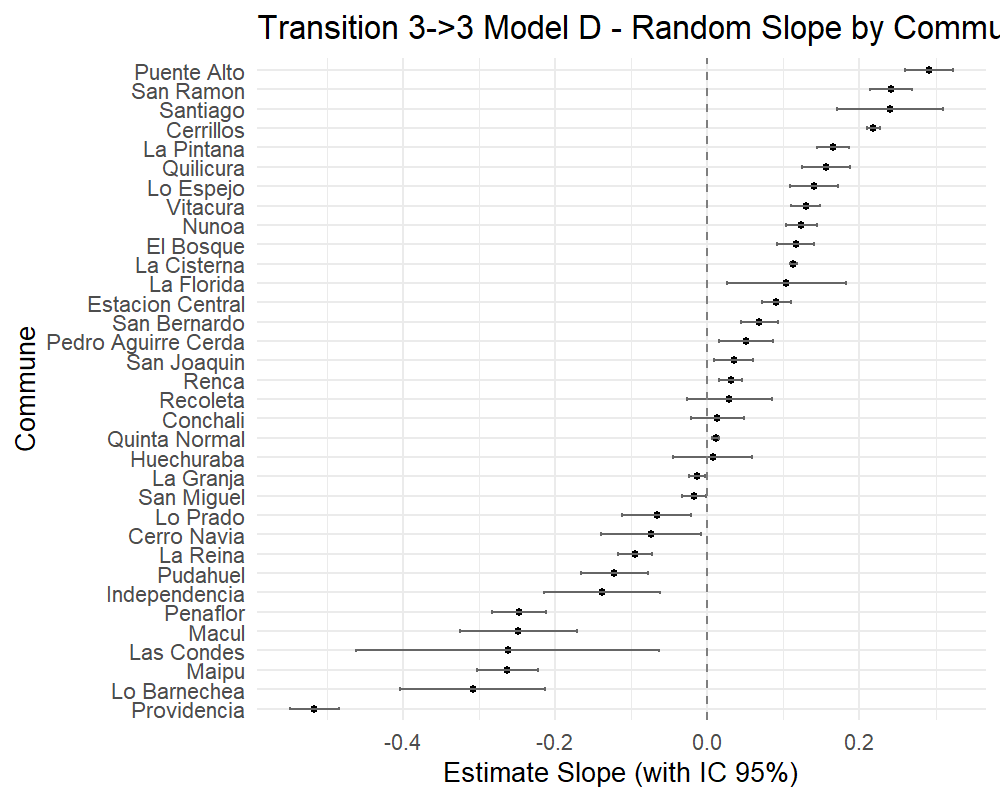 Transition 3->3 Model D - Random Slope by Commu
Puente Alto
San Ramon
Santiago
Cerrillos
La Pintana
Quilicura
Lo Espejo
Vitacura
Nunoa
El Bosque
La Cisterna
La Florida
Estacion Central
San Bernardo
Pedro Aguirre Cerda
San Joaquin
Renca
Recoleta
Conchali
Quinta Normal
Huechuraba
La Granja
San Miguel
Lo Prado
Cerro Navia
La Reina
Pudahuel
Independencia
Penaflor
Macul
Las Condes
Maipu
Lo Barnechea
Providencia
Commune
-0.4 -0.2 0.0 0.2
Estimate Slope (with IC 95%)